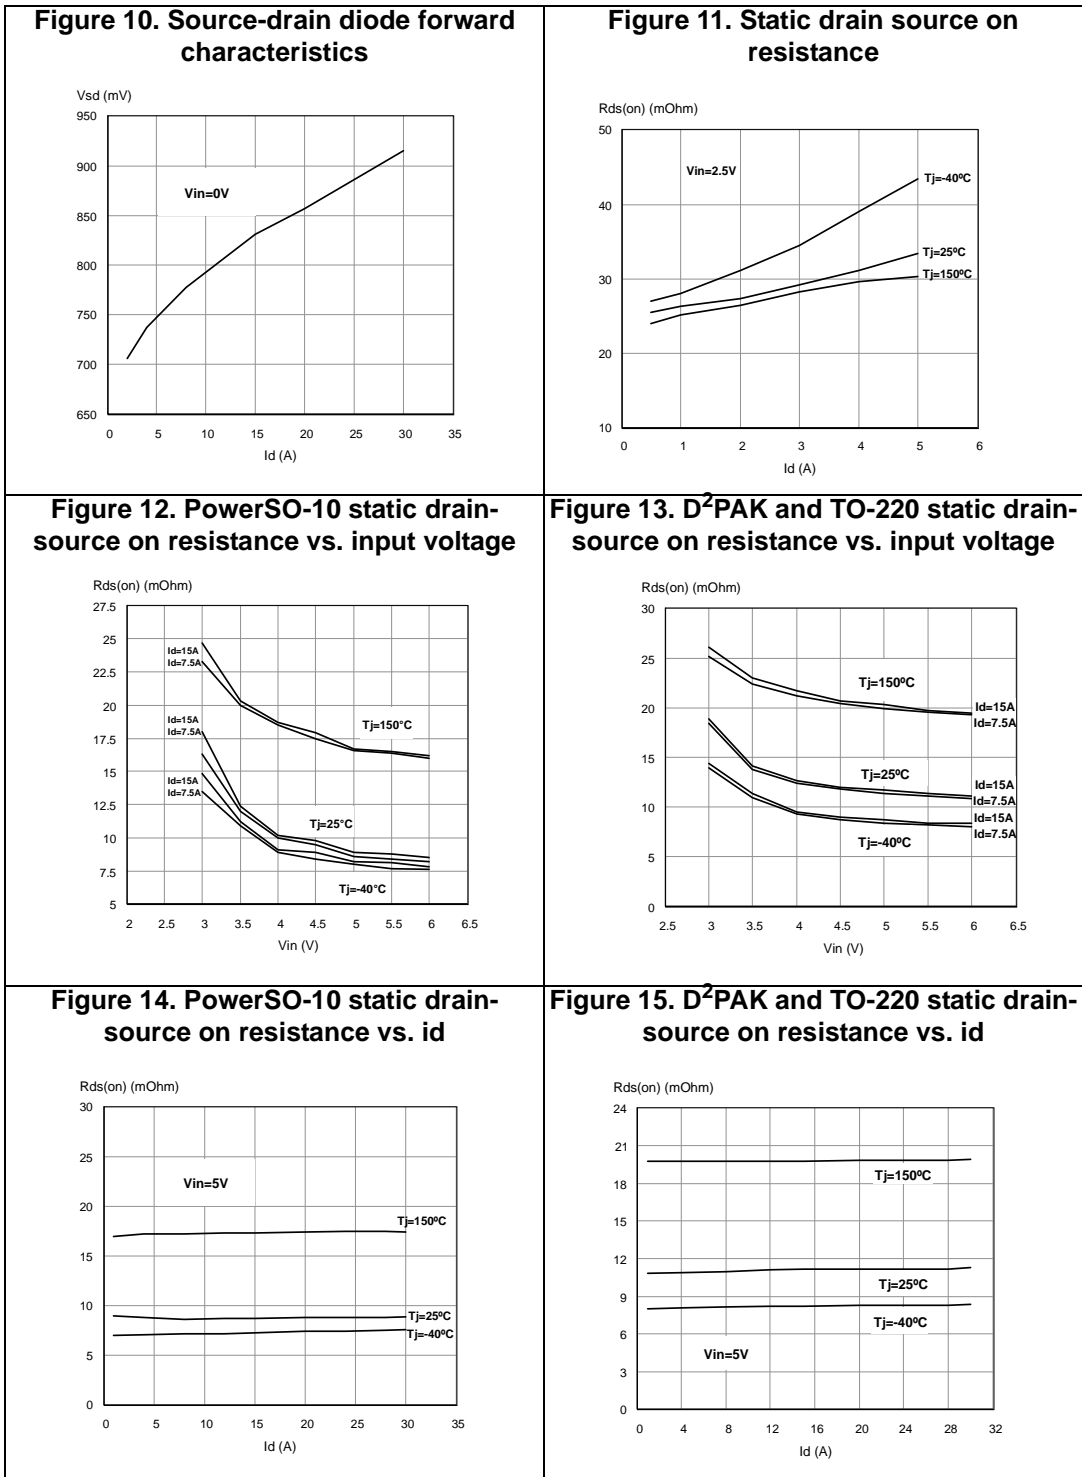 Figure 10. Source-drain diode forward
characteristics
Vsd (mV)
950
900
850
800
750
700
650
Vin=0V
0 5 10 15 20 25 30 35
Id (A)
Figure 11. Static drain source on
resistance
Rds(on) (mOhm)
50
40
30
20
10
Vin=2.5V
Tj=-40ºC
Tj=25ºC
Tj=150ºC
0 1 2 3 4 5 6
Id (A)
Figure 12. PowerSO-10 static drain-
source on resistance vs. input voltage
Rds(on) (mOhm)
27.5
25
22.5
20
17.5
15
12.5
10
7.5
5
Id=15A
Id=7.5A
Id=15A
Id=7.5A
Id=15A
Id=7.5A
Tj=150°C
Tj=25°C
Tj=-40°C
2 2.5 3 3.5 4 4.5 5 5.5 6 6.5
Vin (V)
Figure 13. D²PAK and TO-220 static drain-
source on resistance vs. input voltage
Rds(on) (mOhm)
30
25
20
15
10
5
0
Tj=150ºC
Id=15A
Id=7.5A
Tj=25ºC
Id=15A
Id=7.5A
Id=15A
Id=7.5A
Tj=-40ºC
2.5 3 3.5 4 4.5 5 5.5 6 6.5
Vin (V)
Figure 14. PowerSO-10 static drain-
source on resistance vs. id
Rds(on) (mOhm)
30
25
20
15
10
5
0
Vin=5V
Tj=150ºC
Tj=25ºC
Tj=-40ºC
0 5 10 15 20 25 30 35
Id (A)
Figure 15. D²PAK and TO-220 static drain-
source on resistance vs. id
Rds(on) (mOhm)
24
21
18
15
12
9
6
3
0
Tj=150ºC
Tj=25ºC
Tj=-40ºC
Vin=5V
0 4 8 12 16 20 24 28 32
Id (A)